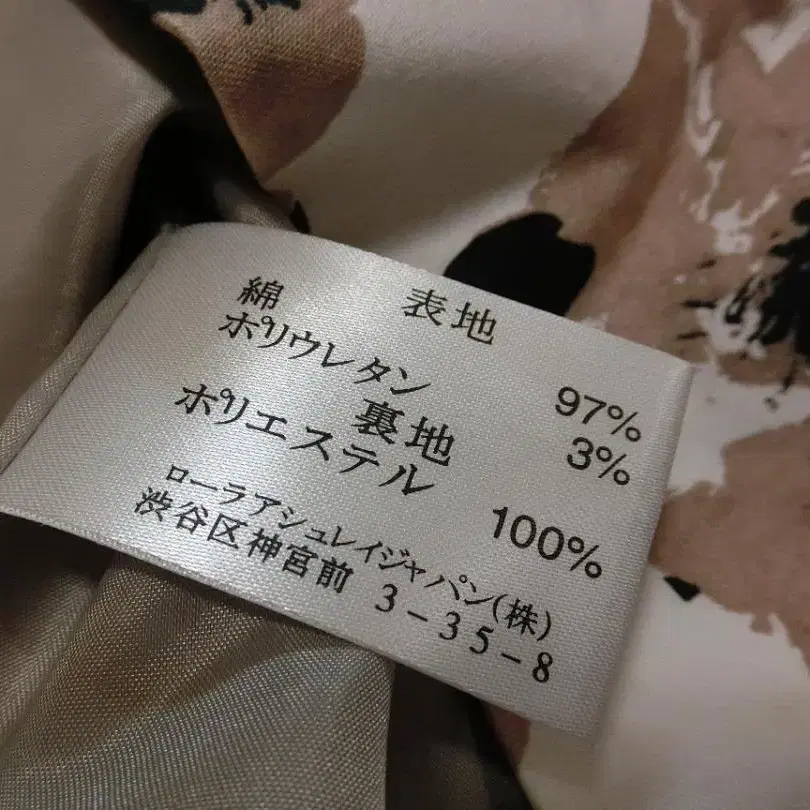 表地
綿 97%
ポリウレタン 3%
裏地
ポリエステル 100%
ローラアシュレイジャパン(株)
渋谷区神宮前 3-35-8